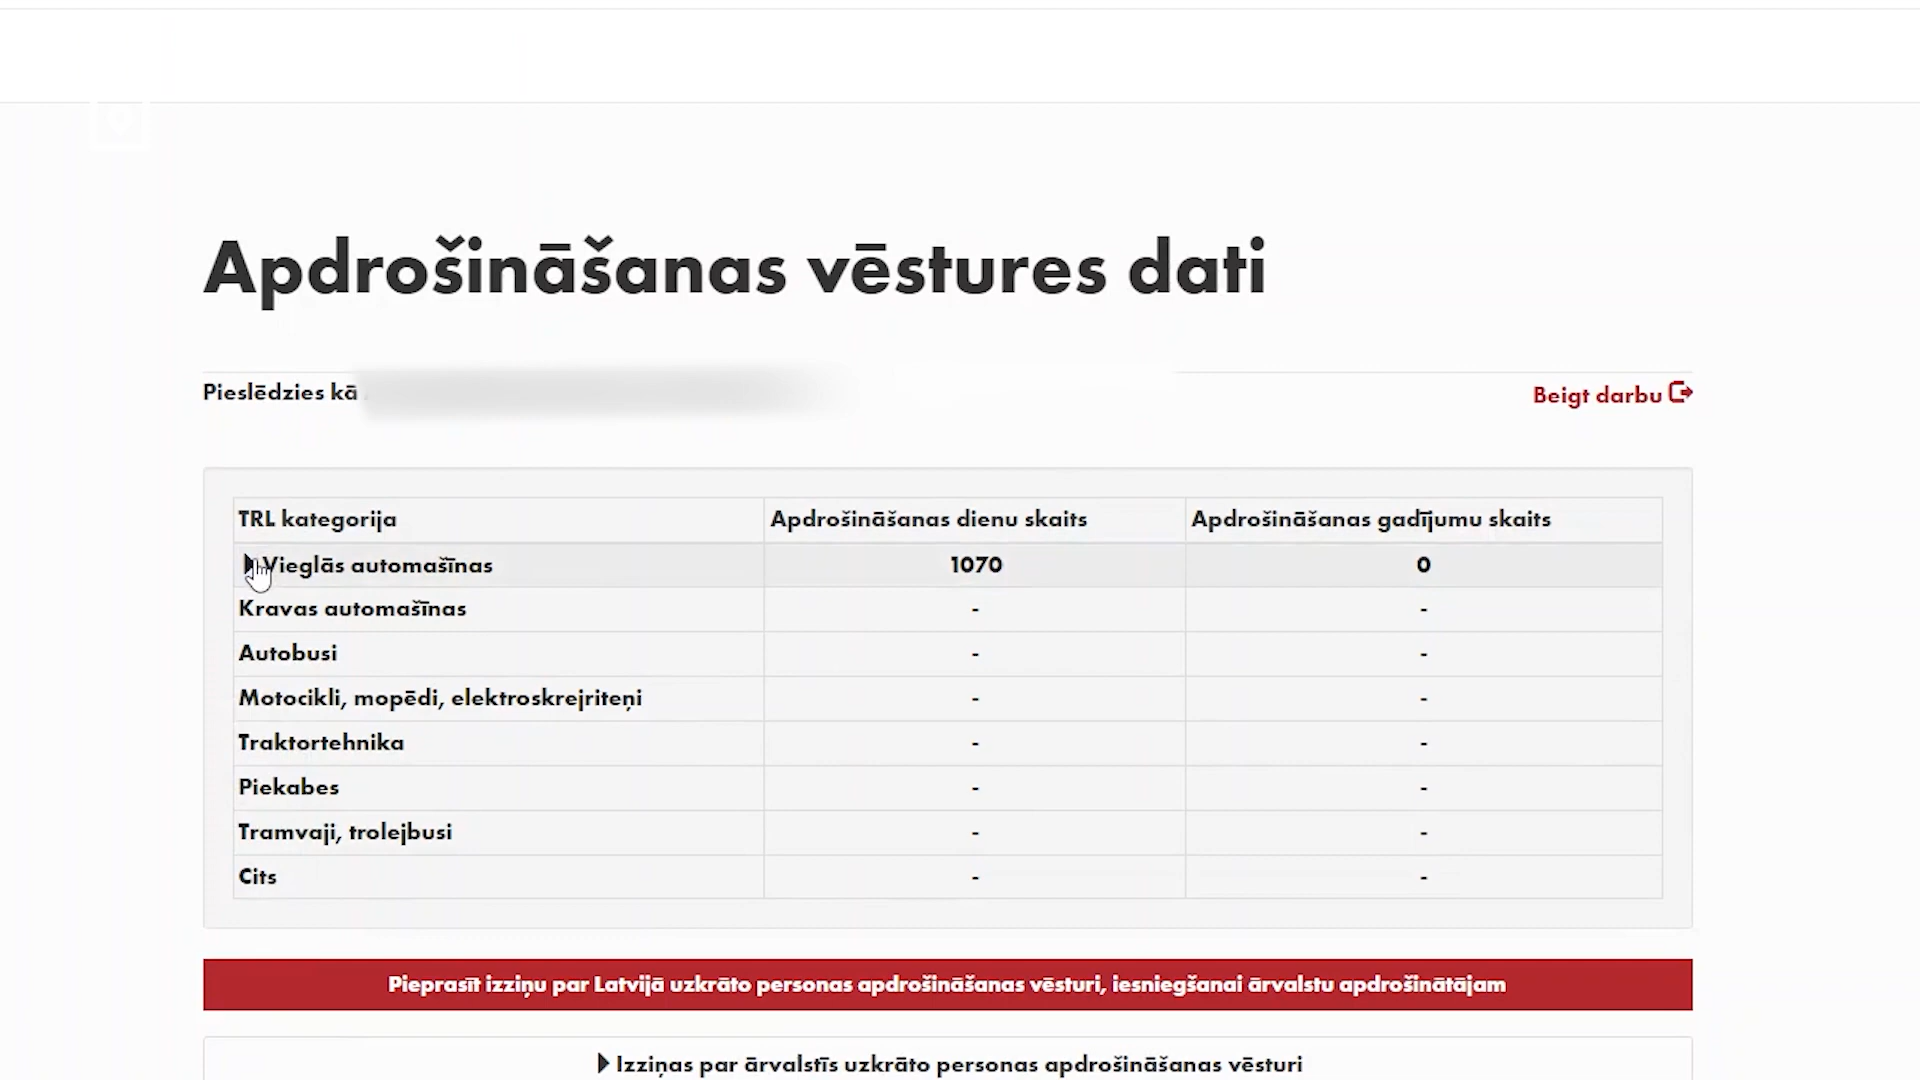 Apdrošināšanas vēstures dati
Pieslēdzies kā
Beigt darbu
TRL kategorija Apdrošināšanas dienu skaits Apdrošināšanas gadījumu skaits
Vieglās automašīnas 1070 0
Kravas automašīnas - -
Autobusi - -
Motocikli, mopēdi, elektroskrejriteņi - -
Traktortehnika - -
Piekabes - -
Tramvaji, trolejbusi - -
Cits - -
Pieprasīt izziņu par Latvijā uzkrāto personas apdrošināšanas vēsturi, iesniegšanai ārvalstu apdrošinātājam
Izziņas par ārvalstīs uzkrāto personas apdrošināšanas vēsturi